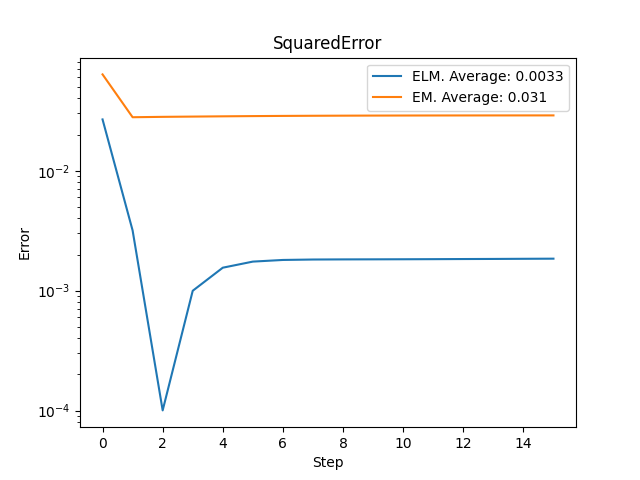 SquaredError
ELM. Average: 0.0033
EM. Average: 0.031
Error
10⁻²
10⁻³
10⁻⁴
0 2 4 6 8 10 12 14
Step